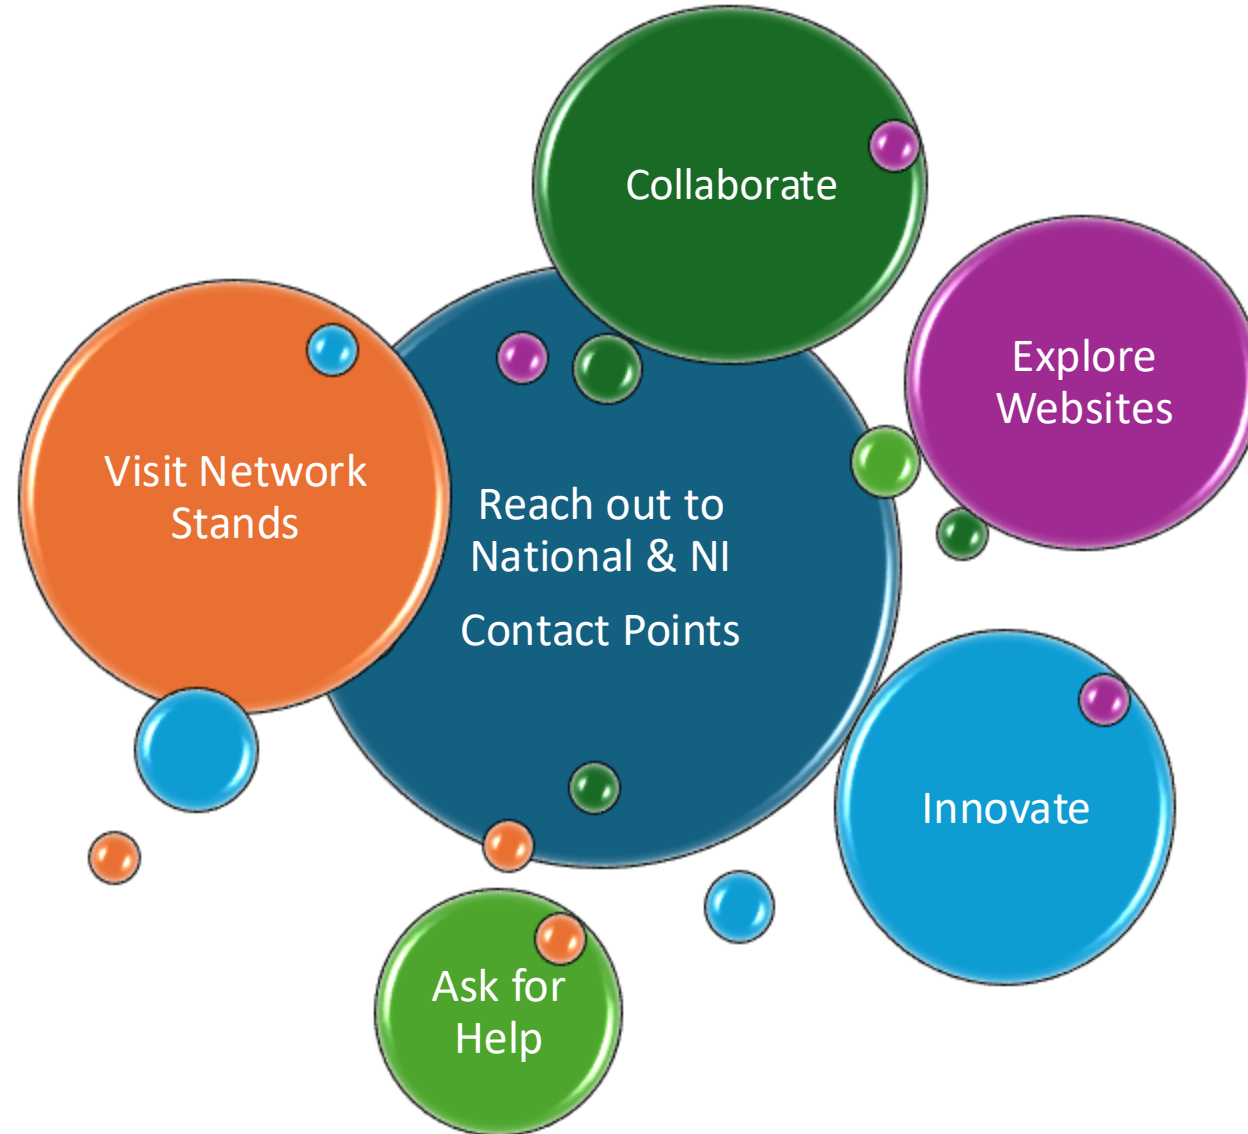 Collaborate
Explore
Websites
Visit Network
Stands
Reach out to
National & NI
Contact Points
Innovate
Ask for
Help